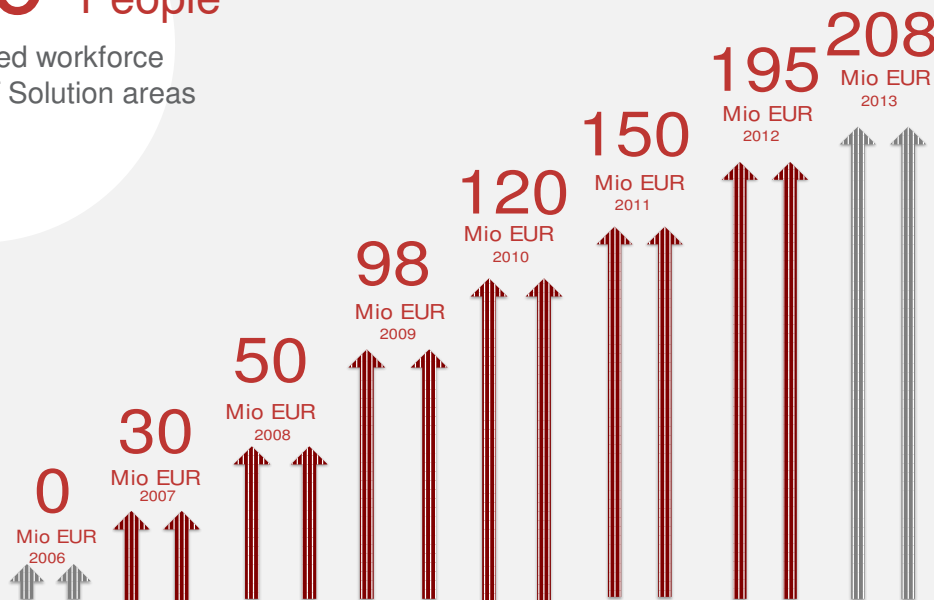 People
ed workforce
Solution areas
208
Mio EUR
2013
195
Mio EUR
2012
150
Mio EUR
2011
120
Mio EUR
2010
98
Mio EUR
2009
50
Mio EUR
2008
30
Mio EUR
2007
0
Mio EUR
2006